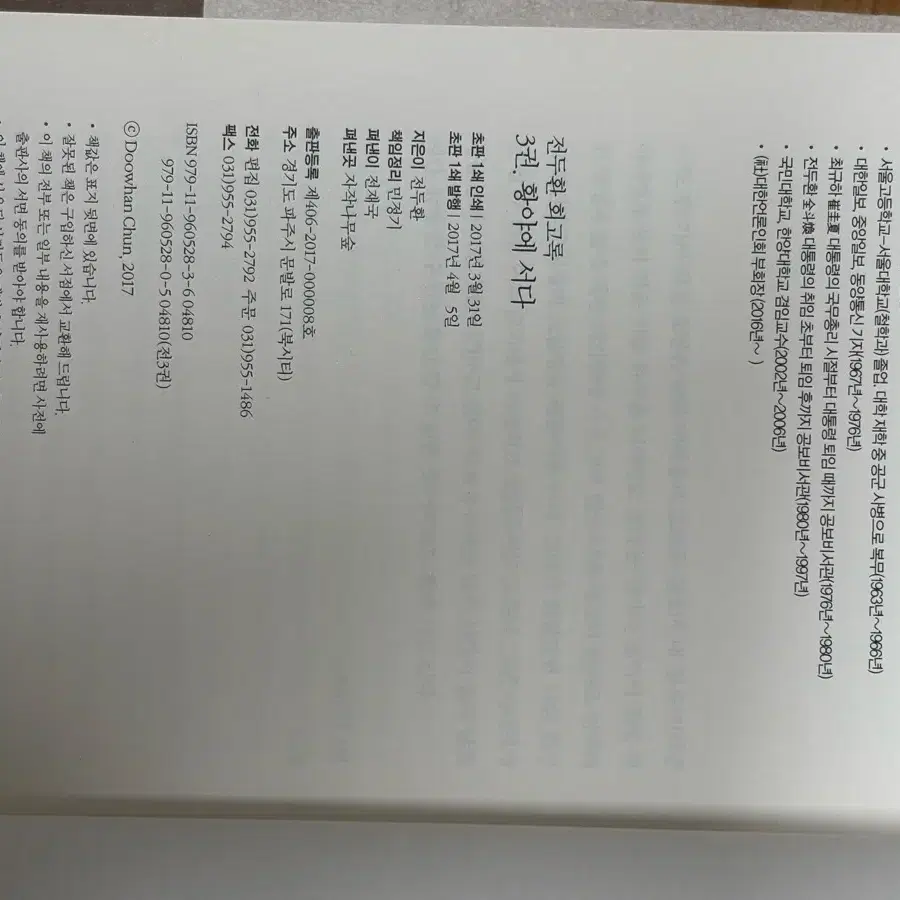 • 서울고등학교-서울대학교(철학과) 졸업. 대학 재학 중 공군 사병으로 복무(1963년~1966년)
• 대한일보, 중앙일보, 동양통신 기자(1967년~1976년)
• 최규하 崔圭夏 대통령의 국무총리 시절부터 대통령 퇴임 때까지 공보비서관(1976년~1980년)
• 전두환 全斗煥 대통령의 취임 초부터 퇴임 후까지 공보비서관(1980년~1997년)
• 국민대학교, 한양대학교 겸임교수(2002년~2006년)
• (社)대한언론인회 부회장(2016년~ )
전두환 회고록
3권. 황야에 서다
초판 1쇄 인쇄 | 2017년 3월 31일
초판 1쇄 발행 | 2017년 4월 5일
지은이 전두환
책임정리 민정기
펴낸이 전재국
펴낸곳 자작나무숲
출판등록 제406-2017-000008호
주소 경기도 파주시 문발로 171(북시티)
전화 편집 031)955-2792 주문 031)955-1486
팩스 031)955-2794
ISBN 979-11-960528-3-6 04810
979-11-960528-0-5 04810(전3권)
ⓒ Doowhan Chun, 2017
• 책값은 표지 뒷면에 있습니다.
• 잘못된 책은 구입하신 서점에서 교환해 드립니다.
• 이 책의 전부 또는 일부 내용을 재사용하려면 사전에
출판사의 서면 동의를 받아야 합니다.